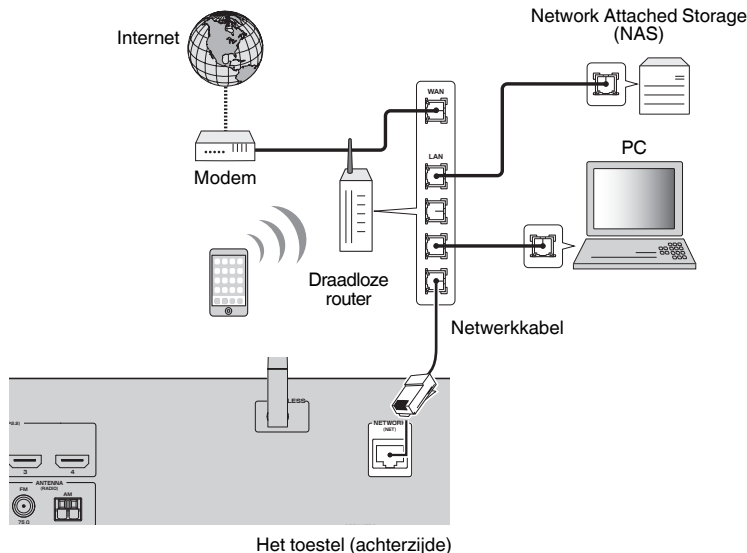 Network Attached Storage
(NAS)
Internet
WAN
LAN
PC
Modem
Draadloze
router
Netwerkkabel
NETWORK
(NET)
3
4
ANTENNA
(RADIO)
FM
AM
75 Ω
Het toestel (achterzijde)